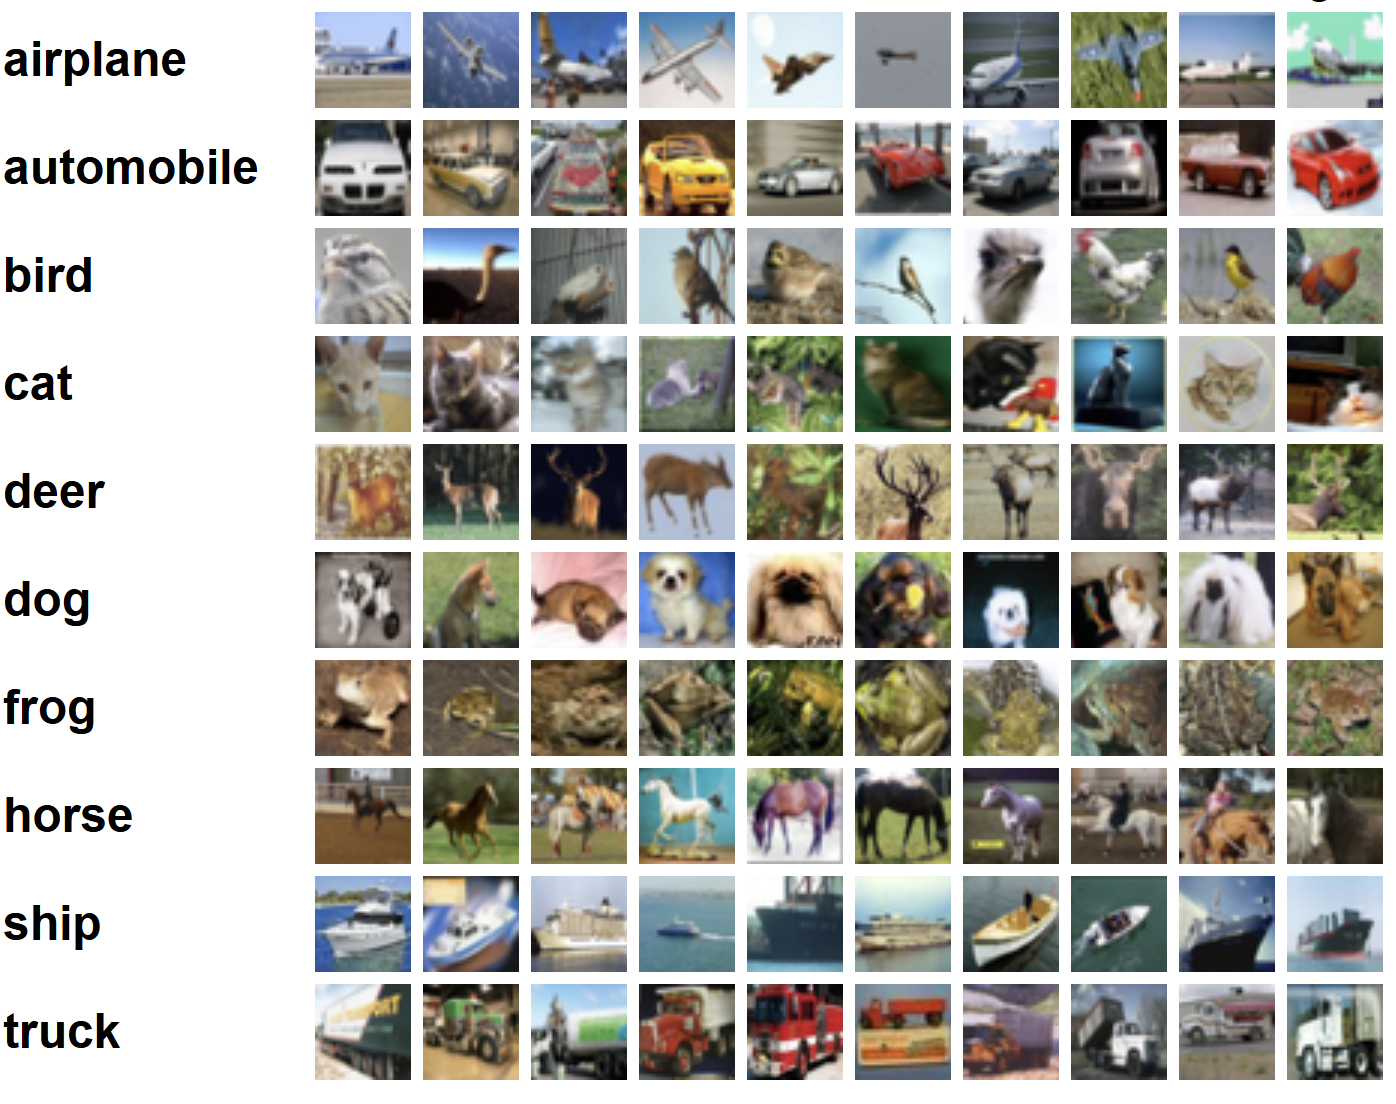 airplane
automobile
bird
cat
deer
dog
frog
horse
ship
truck